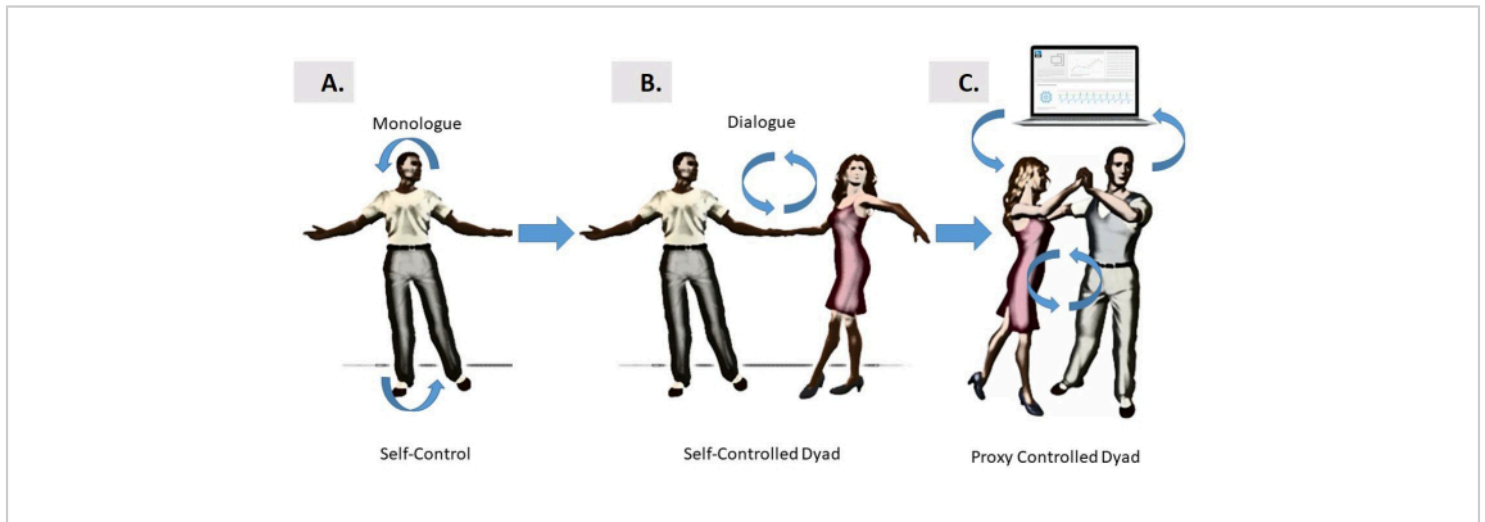 A.
Monologue
Self-Control
B.
Dialogue
Self-Controlled Dyad
C.
Proxy Controlled Dyad